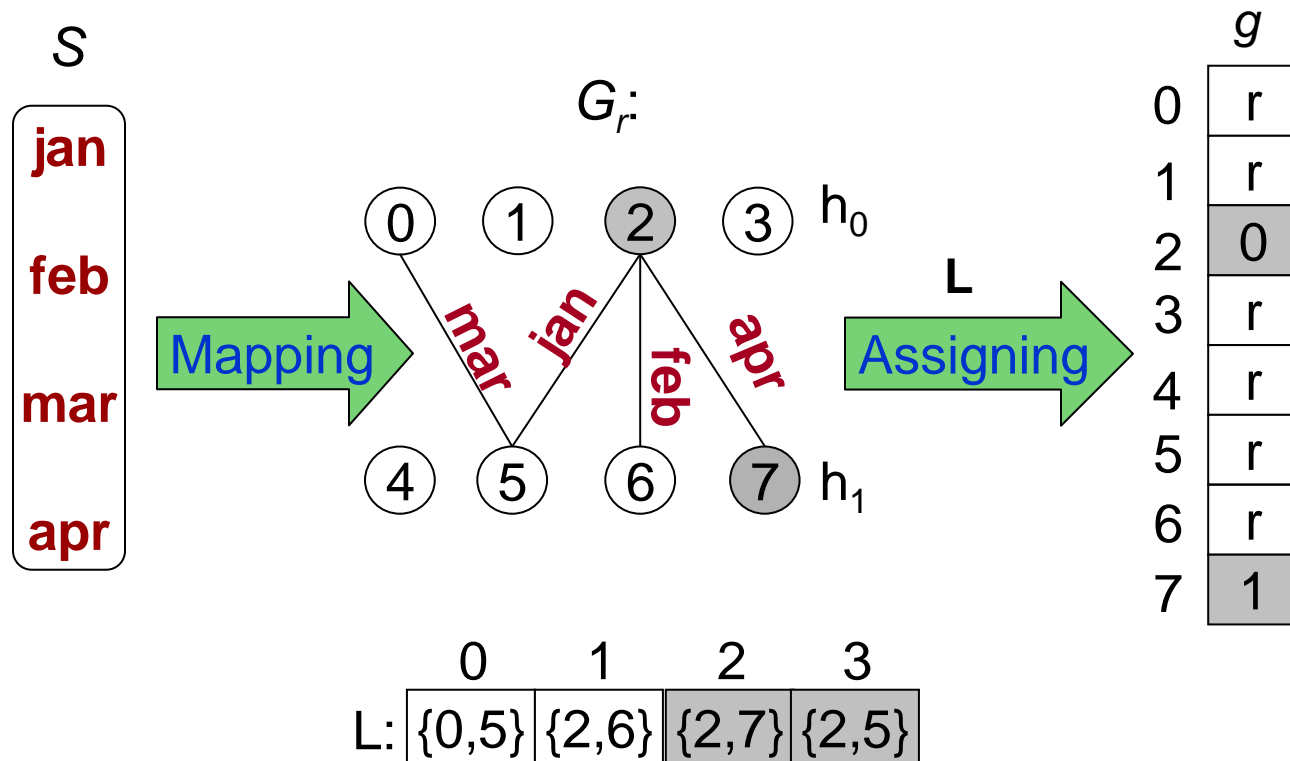 S
jan
feb
mar
apr
Mapping
Gr:
0 1 2 3 h0
mar jan feb apr
4 5 6 7 h1
L
Assigning
g
0 r
1 r
2 0
3 r
4 r
5 r
6 r
7 1
0 1 2 3
L: {0,5} {2,6} {2,7} {2,5}